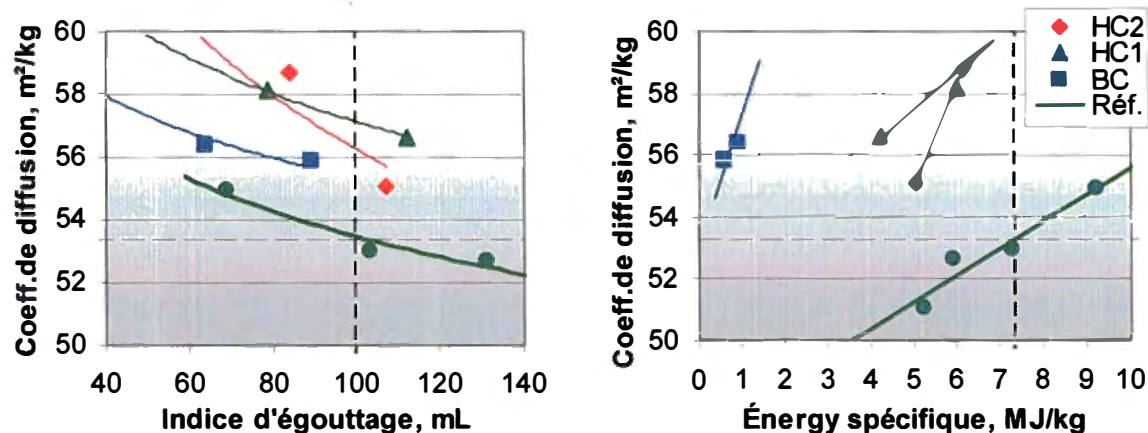 Coeff.de diffusion, m²/kg
60
58
56
54
52
50
40 60 80 100 120 140
Indice d'égouttage, mL
Coeff.de diffusion, m²/kg
60
58
56
54
52
50
0 1 2 3 4 5 6 7 8 9 10
Énergy spécifique, MJ/kg
HC2
HC1
BC
Réf.